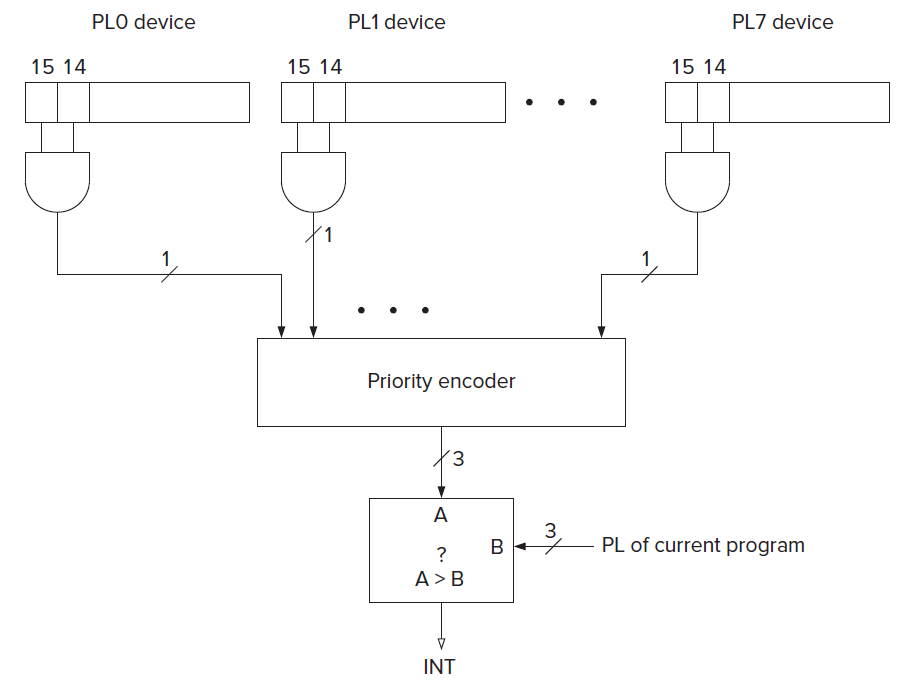 PL0 device PL1 device PL7 device
15 14 15 14 15 14
1
1 1
Priority encoder
3
A
3
B PL of current program
?
A > B
INT